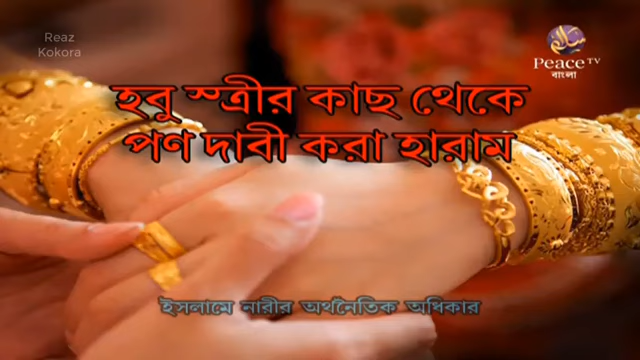 Reaz
Kokora
Peace TV
বাংলা
হবু স্ত্রীর কাছ থেকে
পণ দাবী করা হারাম
ইসলামে নারীর অর্থনৈতিক অধিকার